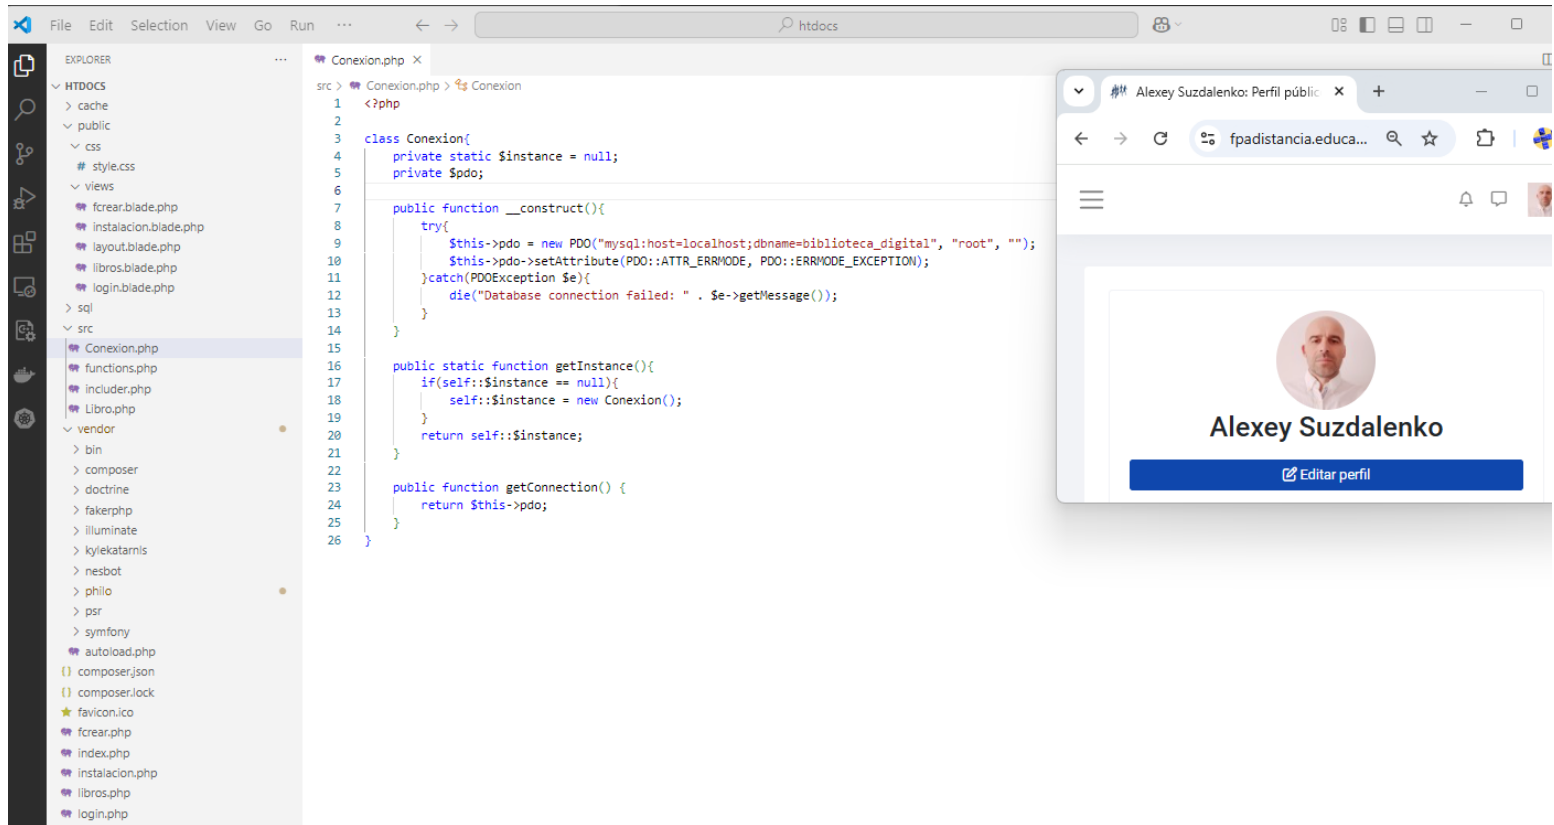 File Edit Selection View Go Run ··· htdocs
EXPLORER ···
HTDOCS
cache
public
css
# style.css
views
fcrear.blade.php
instalacion.blade.php
layout.blade.php
libros.blade.php
login.blade.php
sql
src
Conexion.php
functions.php
includer.php
Libro.php
vendor
bin
composer
doctrine
fakerphp
illuminate
kylekatarnls
nesbot
philo
psr
symfony
autoload.php
{} composer.json
{} composer.lock
favicon.ico
fcrear.php
index.php
instalacion.php
libros.php
login.php
Conexion.php ×
src > Conexion.php > Conexion
1 <?php
2
3 class Conexion{
4 private static $instance = null;
5 private $pdo;
6
7 public function __construct(){
8 try{
9 $this->pdo = new PDO("mysql:host=localhost;dbname=biblioteca_digital", "root", "");
10 $this->pdo->setAttribute(PDO::ATTR_ERRMODE, PDO::ERRMODE_EXCEPTION);
11 }catch(PDOException $e){
12 die("Database connection failed: " . $e->getMessage());
13 }
14 }
15
16 public static function getInstance(){
17 if(self::$instance == null){
18 self::$instance = new Conexion();
19 }
20 return self::$instance;
21 }
22
23 public function getConnection() {
24 return $this->pdo;
25 }
26 }
Alexey Suzdalenko: Perfil públic
fpadistancia.educa...
Alexey Suzdalenko
Editar perfil